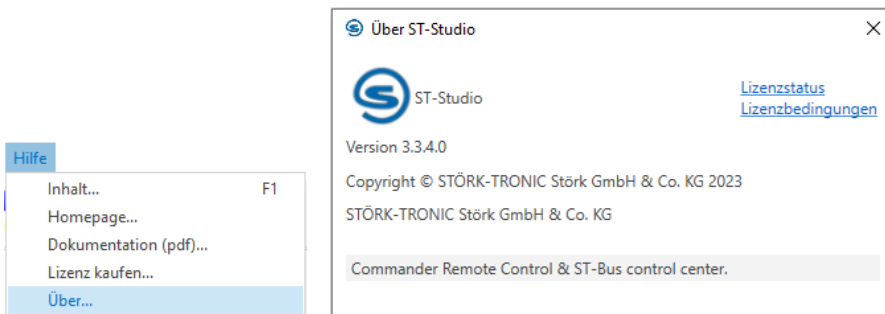 Hilfe
Inhalt... F1
Homepage...
Dokumentation (pdf)...
Lizenz kaufen...
Über...
Über ST-Studio
ST-Studio
Lizenzstatus
Lizenzbedingungen
Version 3.3.4.0
Copyright © STÖRK-TRONIC Störk GmbH & Co. KG 2023
STÖRK-TRONIC Störk GmbH & Co. KG
Commander Remote Control & ST-Bus control center.